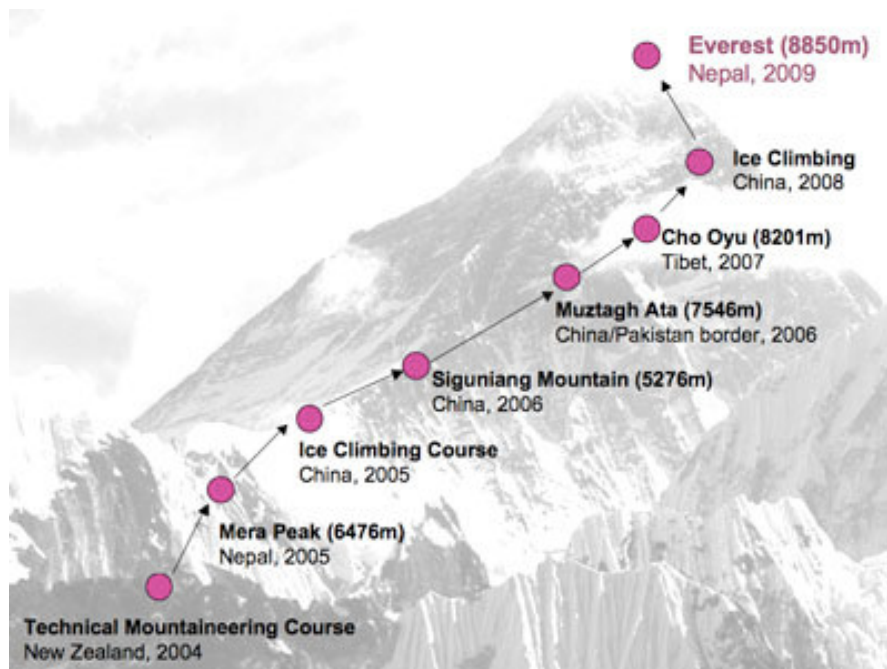 Everest (8850m)
Nepal, 2009
Ice Climbing
China, 2008
Cho Oyu (8201m)
Tibet, 2007
Muztagh Ata (7546m)
China/Pakistan border, 2006
Siguniang Mountain (5276m)
China, 2006
Ice Climbing Course
China, 2005
Mera Peak (6476m)
Nepal, 2005
Technical Mountaineering Course
New Zealand, 2004